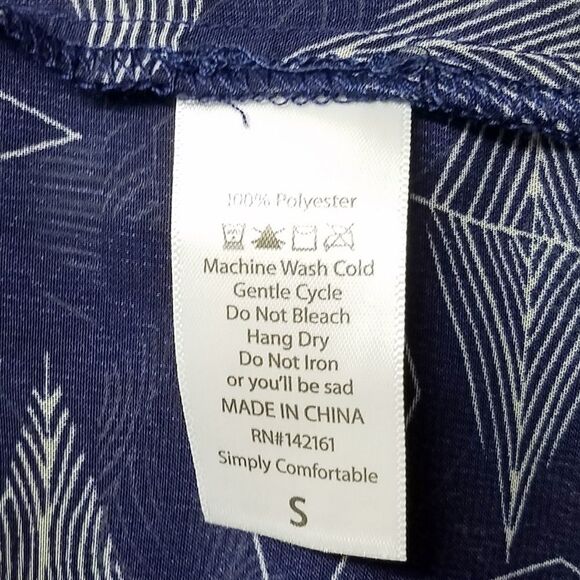 100% Polyester
Machine Wash Cold
Gentle Cycle
Do Not Bleach
Hang Dry
Do Not Iron
or you'll be sad
MADE IN CHINA
RN#142161
Simply Comfortable
S